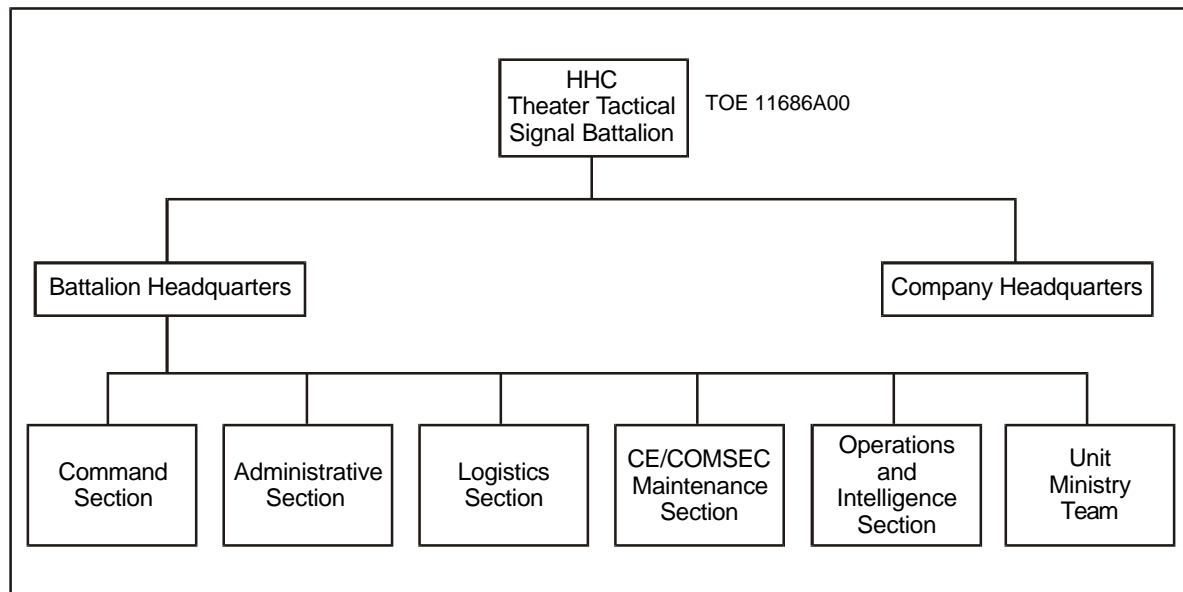 HHC
Theater Tactical
Signal Battalion
TOE 11686A00
Battalion Headquarters
Company Headquarters
Command
Section
Administrative
Section
Logistics
Section
CE/COMSEC
Maintenance
Section
Operations
and
Intelligence
Section
Unit
Ministry
Team